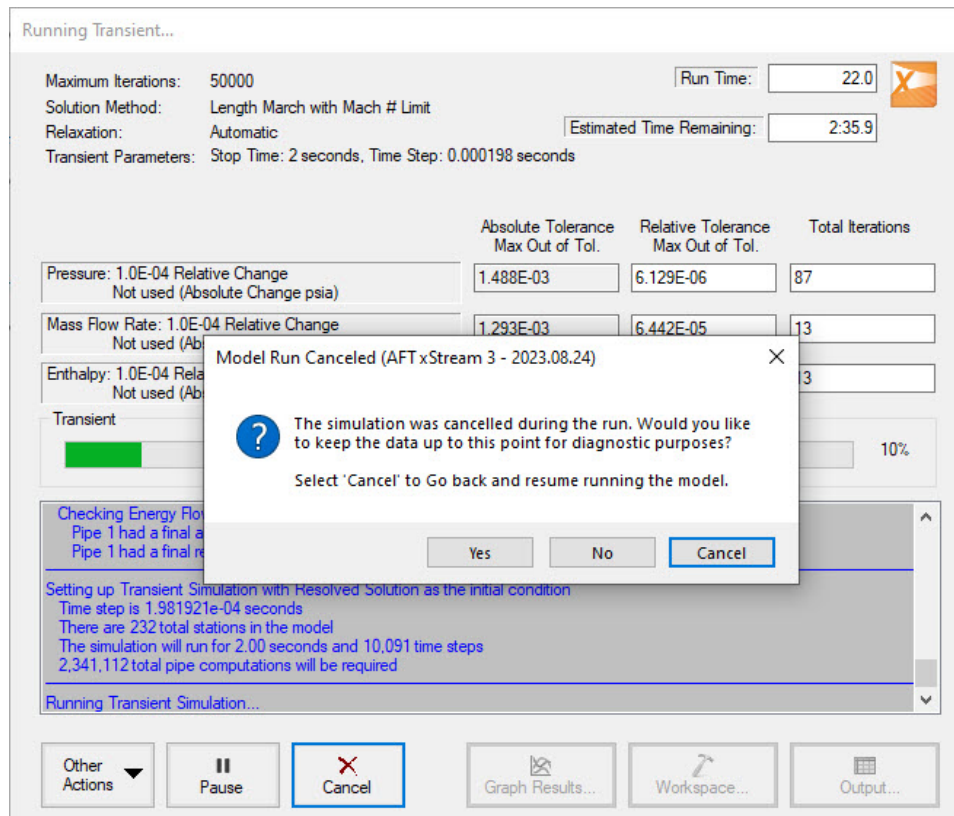 Running Transient...
Maximum Iterations: 50000
Run Time: 22.0
Solution Method: Length March with Mach # Limit
Relaxation: Automatic
Estimated Time Remaining: 2:35.9
Transient Parameters: Stop Time: 2 seconds, Time Step: 0.000198 seconds
Absolute Tolerance Relative Tolerance Total Iterations
Max Out of Tol. Max Out of Tol.
Pressure: 1.0E-04 Relative Change 1.488E-03 6.129E-06 87
Not used (Absolute Change psia)
Mass Flow Rate: 1.0E-04 Relative Change 1.293E-03 6.442E-05 13
Not used (Ab
Model Run Canceled (AFT xStream 3 - 2023.08.24)
Enthalpy: 1.0E-04 Rela 13
Not used (Ab
Transient
The simulation was cancelled during the run. Would you like
to keep the data up to this point for diagnostic purposes?
10%
Select 'Cancel' to Go back and resume running the model.
Yes No Cancel
Checking Energy Flo
Pipe 1 had a final a
Pipe 1 had a final re
Setting up Transient Simulation with Resolved Solution as the initial condition
Time step is 1.981921e-04 seconds
There are 232 total stations in the model
The simulation will run for 2.00 seconds and 10,091 time steps
2,341,112 total pipe computations will be required
Running Transient Simulation...
Other Actions
Pause
Cancel
Graph Results...
Workspace...
Output...